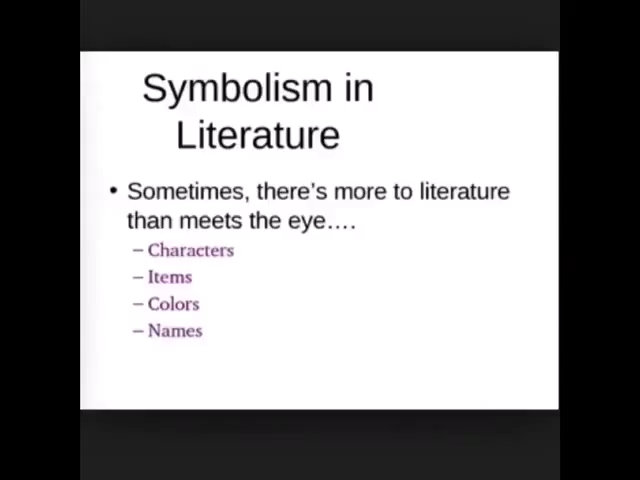 Symbolism in
Literature
• Sometimes, there's more to literature
than meets the eye....
– Characters
– Items
– Colors
– Names